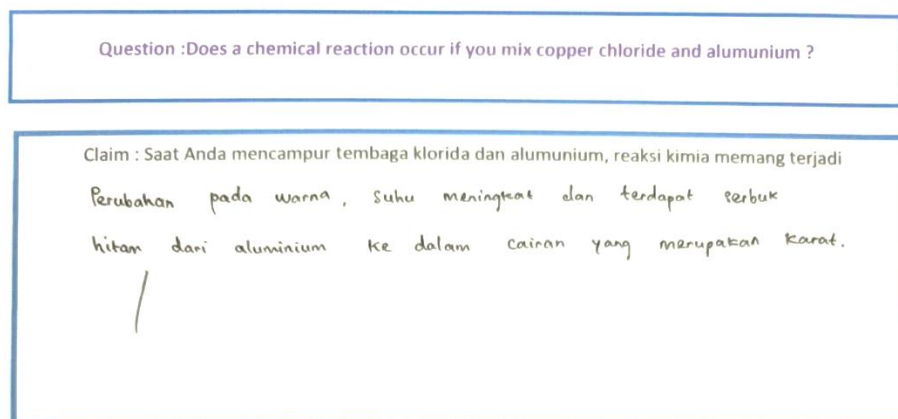 Question :Does a chemical reaction occur if you mix copper chloride and alumunium ?
Claim : Saat Anda mencampur tembaga klorida dan alumunium, reaksi kimia memang terjadi
Perubahan pada warna, suhu meningkat dan terdapat serbuk
hitam dari aluminium ke dalam cairan yang merupakan karat.